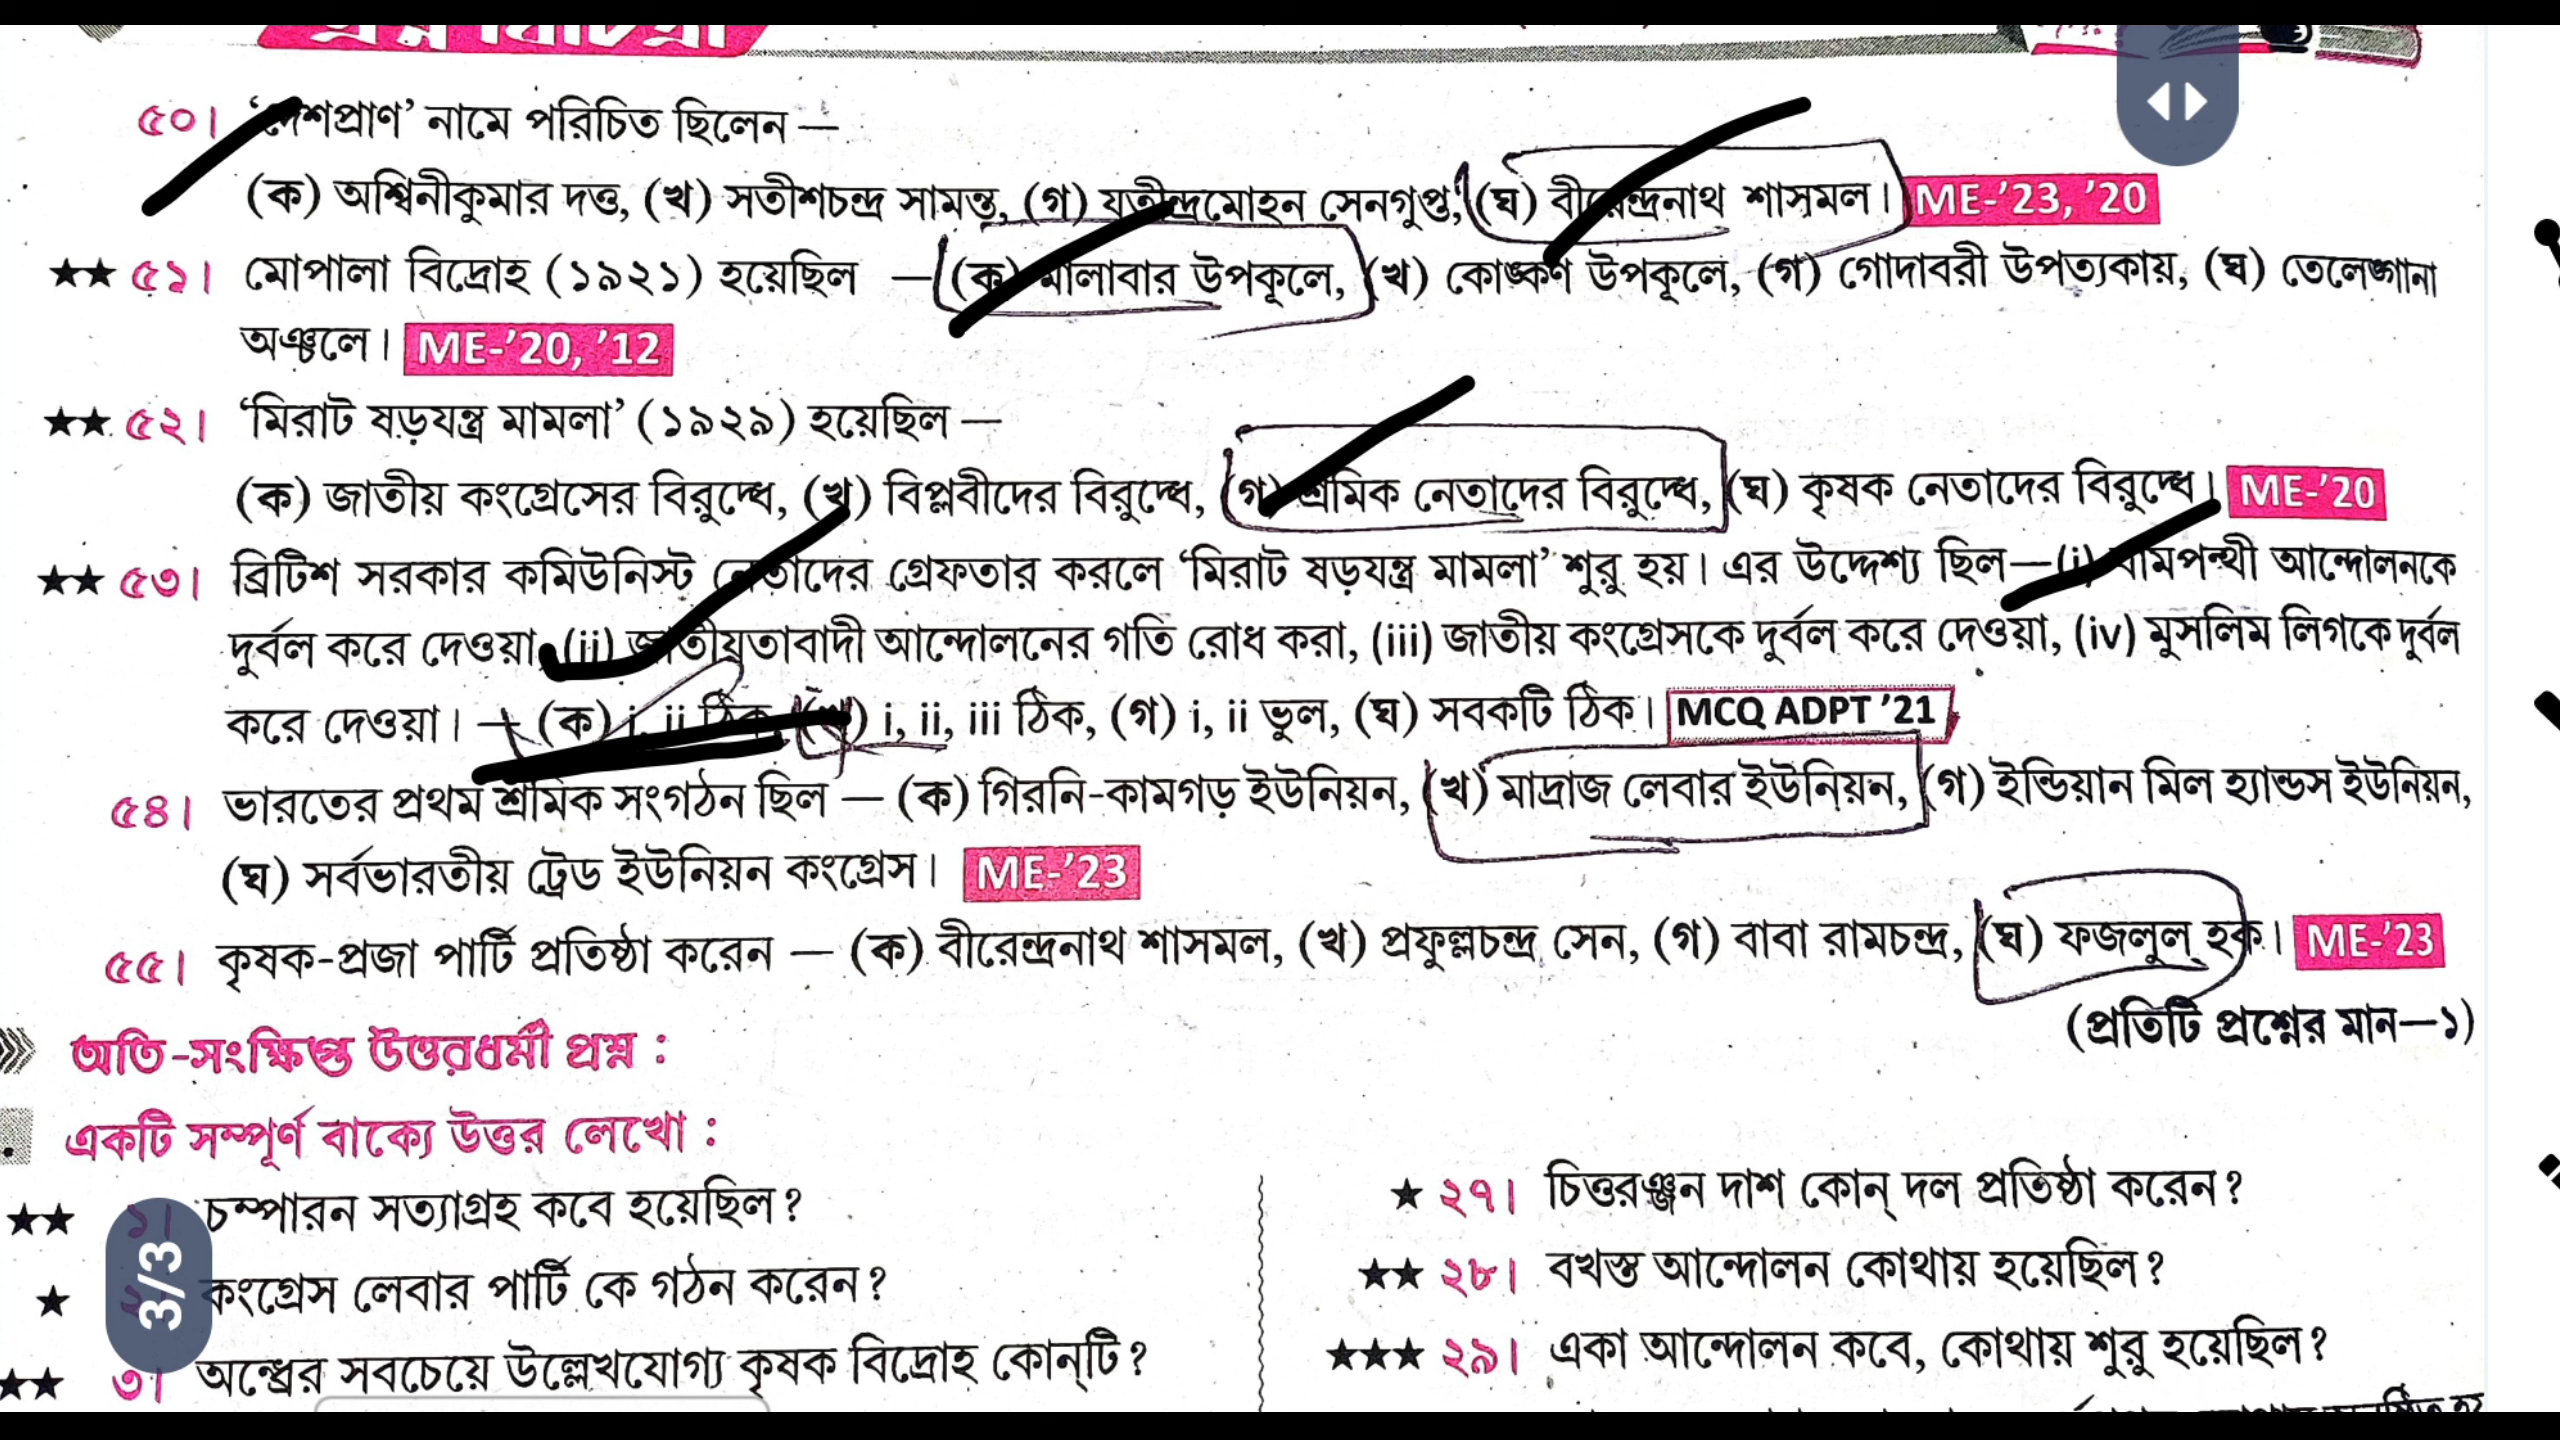 প্রশ্ন বিচিত্রা
৫০। ‘দেশপ্রাণ’ নামে পরিচিত ছিলেন —
(ক) অশ্বিনীকুমার দত্ত, (খ) সতীশচন্দ্র সামন্ত, (গ) যতীন্দ্রমোহন সেনগুপ্ত, (ঘ) বীরেন্দ্রনাথ শাসমল। ME-’23, ’20
★★ ৫১। মোপালা বিদ্রোহ (১৯২১) হয়েছিল — (ক) মালাবার উপকূলে, (খ) কোঙ্কণ উপকূলে, (গ) গোদাবরী উপত্যকায়, (ঘ) তেলেঙ্গানা
অঞ্চলে। ME-’20, ’12
★★ ৫২। ‘মিরাট ষড়যন্ত্র মামলা’ (১৯২৯) হয়েছিল —
(ক) জাতীয় কংগ্রেসের বিরুদ্ধে, (খ) বিপ্লবীদের বিরুদ্ধে, (গ) শ্রমিক নেতাদের বিরুদ্ধে, (ঘ) কৃষক নেতাদের বিরুদ্ধে। ME-’20
★★ ৫৩। ব্রিটিশ সরকার কমিউনিস্ট নেতাদের গ্রেফতার করলে ‘মিরাট ষড়যন্ত্র মামলা’ শুরু হয়। এর উদ্দেশ্য ছিল—(i) বামপন্থী আন্দোলনকে
দুর্বল করে দেওয়া, (ii) জাতীয়তাবাদী আন্দোলনের গতি রোধ করা, (iii) জাতীয় কংগ্রেসকে দুর্বল করে দেওয়া, (iv) মুসলিম লিগকে দুর্বল
করে দেওয়া। — (ক) i, ii ঠিক, (খ) i, ii, iii ঠিক, (গ) i, ii ভুল, (ঘ) সবকটি ঠিক। MCQ ADPT ’21
৫৪। ভারতের প্রথম শ্রমিক সংগঠন ছিল — (ক) গিরনি-কামগড় ইউনিয়ন, (খ) মাদ্রাজ লেবার ইউনিয়ন, (গ) ইন্ডিয়ান মিল হ্যান্ডস ইউনিয়ন,
(ঘ) সর্বভারতীয় ট্রেড ইউনিয়ন কংগ্রেস। ME-’23
৫৫। কৃষক-প্রজা পার্টি প্রতিষ্ঠা করেন — (ক) বীরেন্দ্রনাথ শাসমল, (খ) প্রফুল্লচন্দ্র সেন, (গ) বাবা রামচন্দ্র, (ঘ) ফজলুল হক। ME-’23
(প্রতিটি প্রশ্নের মান—১)
অতি-সংক্ষিপ্ত উত্তরধর্মী প্রশ্ন :
একটি সম্পূর্ণ বাক্যে উত্তর লেখো :
★★ ১। চম্পারন সত্যাগ্রহ কবে হয়েছিল?
★ ২। কংগ্রেস লেবার পার্টি কে গঠন করেন?
★★ ৩। অন্ধ্রের সবচেয়ে উল্লেখযোগ্য কৃষক বিদ্রোহ কোন্‌টি?
3/3
★ ২৭। চিত্তরঞ্জন দাশ কোন্‌ দল প্রতিষ্ঠা করেন?
★★ ২৮। বখস্ত আন্দোলন কোথায় হয়েছিল?
★★★ ২৯। একা আন্দোলন কবে, কোথায় শুরু হয়েছিল?